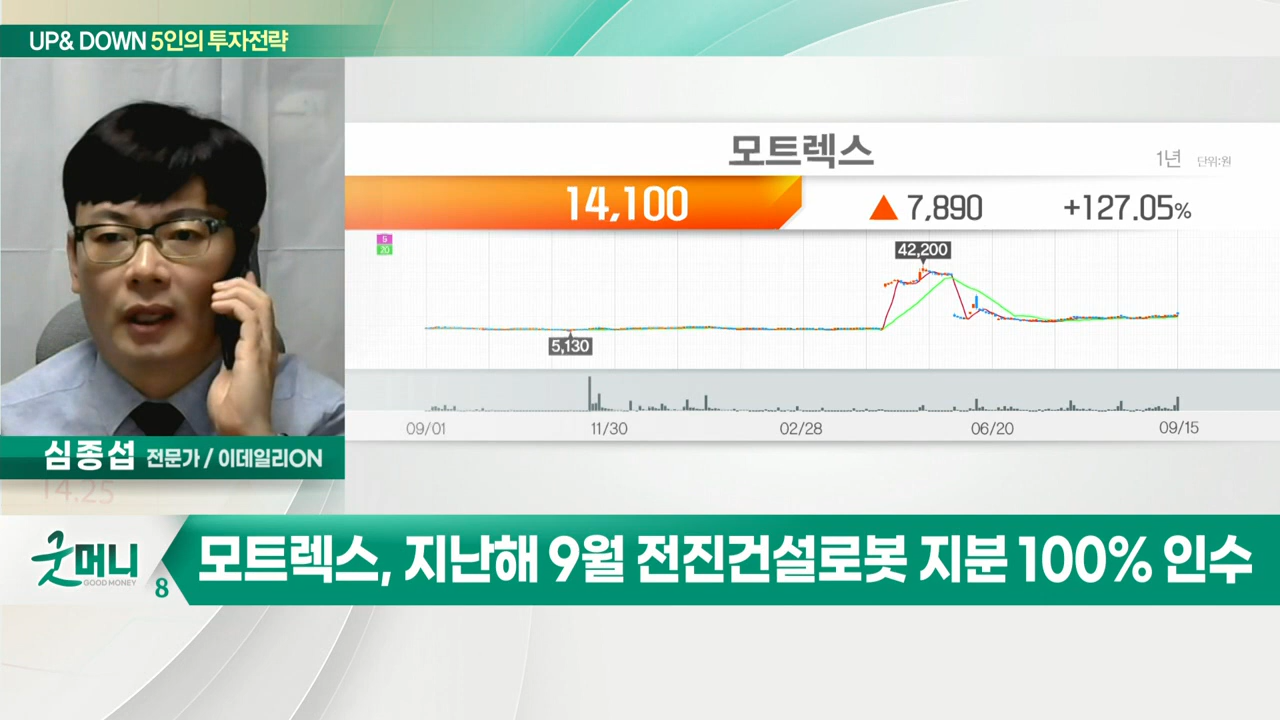 UP& DOWN 5인의 투자전략
모트렉스
1년 단위:원
14,100 ▲ 7,890 +127.05%
5
20
42,200
5,130
09/01 11/30 02/28 06/20 09/15
심종섭 전문가 / 이데일리ON
14.25
굿머니 GOOD MONEY 8
모트렉스, 지난해 9월 전진건설로봇 지분 100% 인수